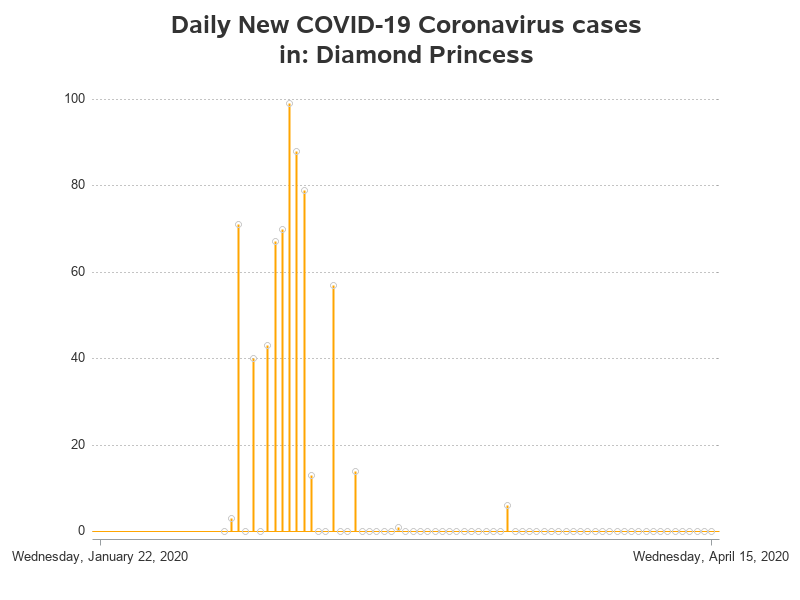 Daily New COVID-19 Coronavirus cases
in: Diamond Princess
100
80
60
40
20
0
Wednesday, January 22, 2020
Wednesday, April 15, 2020